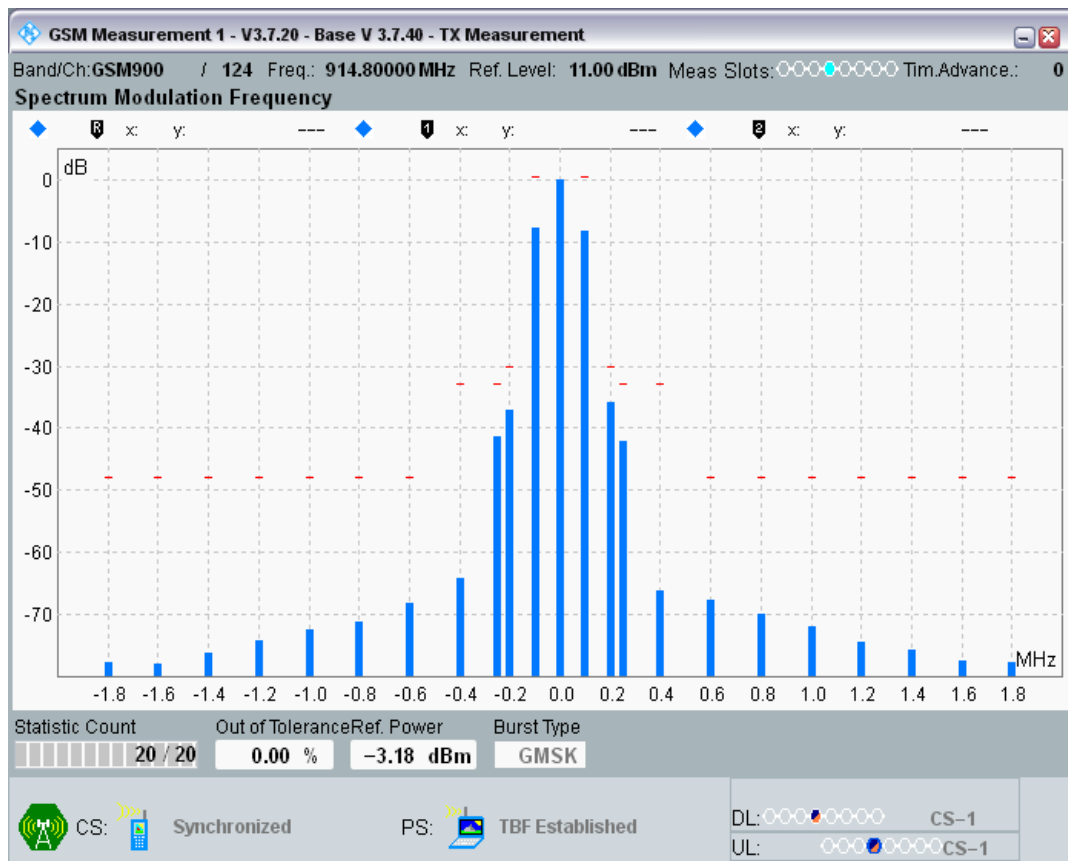 GSM Measurement 1 - V3.7.20 - Base V 3.7.40 - TX Measurement
Band/Ch:GSM900 / 124 Freq.: 914.80000 MHz Ref. Level: 11.00 dBm Meas Slots: Tim.Advance.: 0
Spectrum Modulation Frequency
R x: y: --- 1 x: y: --- 2 x: y: ---
dB
0
-10
-20
-30
-40
-50
-60
-70
MHz
-1.8 -1.6 -1.4 -1.2 -1.0 -0.8 -0.6 -0.4 -0.2 0.0 0.2 0.4 0.6 0.8 1.0 1.2 1.4 1.6 1.8
Statistic Count Out of Tolerance Ref. Power Burst Type
20 / 20 0.00 % −3.18 dBm GMSK
CS: Synchronized PS: TBF Established
DL: CS−1
UL: CS−1